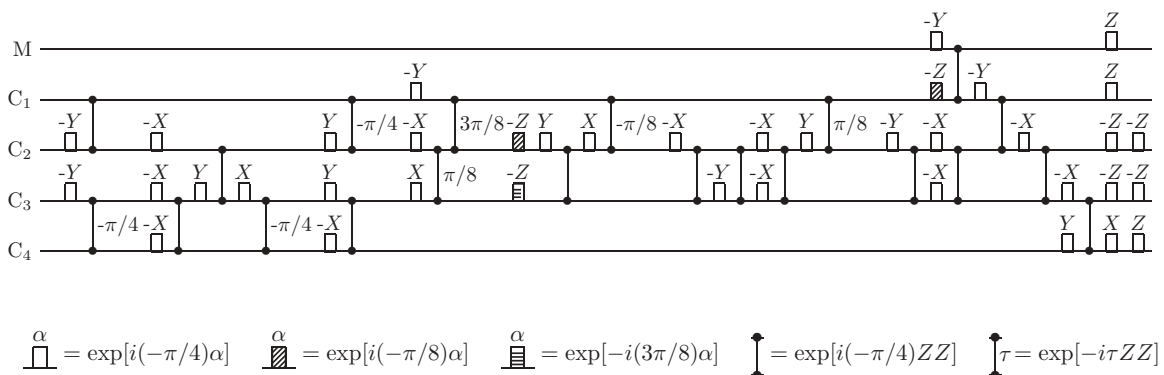 -Y Z
M
-Y -Z -Y Z
C1
-Y -X Y -π/4 -X 3π/8 -Z Y X -π/8 -X -X Y π/8 -Y -X -X -Z -Z
C2
-Y -X Y X Y X π/8 -Z -Y -X -X -X -Z -Z
C3
-π/4 -X -π/4 -X Y X Z
C4
α = exp[i(-π/4)α] α = exp[i(-π/8)α] α = exp[-i(3π/8)α] = exp[i(-π/4)ZZ] τ = exp[-iτZZ]